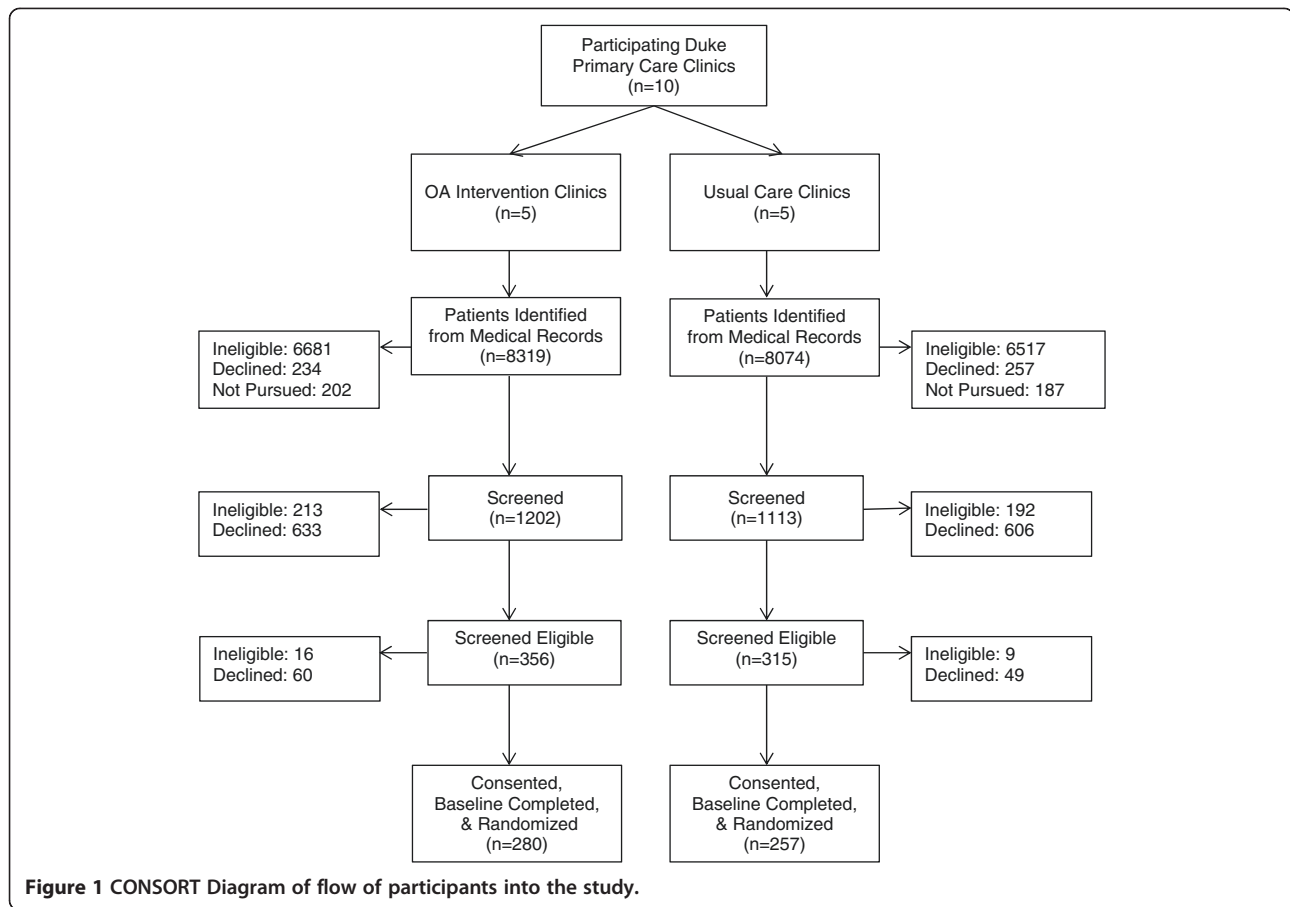 Participating Duke
Primary Care Clinics
(n=10)
OA Intervention Clinics
(n=5)
Usual Care Clinics
(n=5)
Patients Identified
from Medical Records
(n=8319)
Patients Identified
from Medical Records
(n=8074)
Ineligible: 6681
Declined: 234
Not Pursued: 202
Ineligible: 6517
Declined: 257
Not Pursued: 187
Screened
(n=1202)
Screened
(n=1113)
Ineligible: 213
Declined: 633
Ineligible: 192
Declined: 606
Screened Eligible
(n=356)
Screened Eligible
(n=315)
Ineligible: 16
Declined: 60
Ineligible: 9
Declined: 49
Consented,
Baseline Completed,
& Randomized
(n=280)
Consented,
Baseline Completed,
& Randomized
(n=257)
Figure 1 CONSORT Diagram of flow of participants into the study.